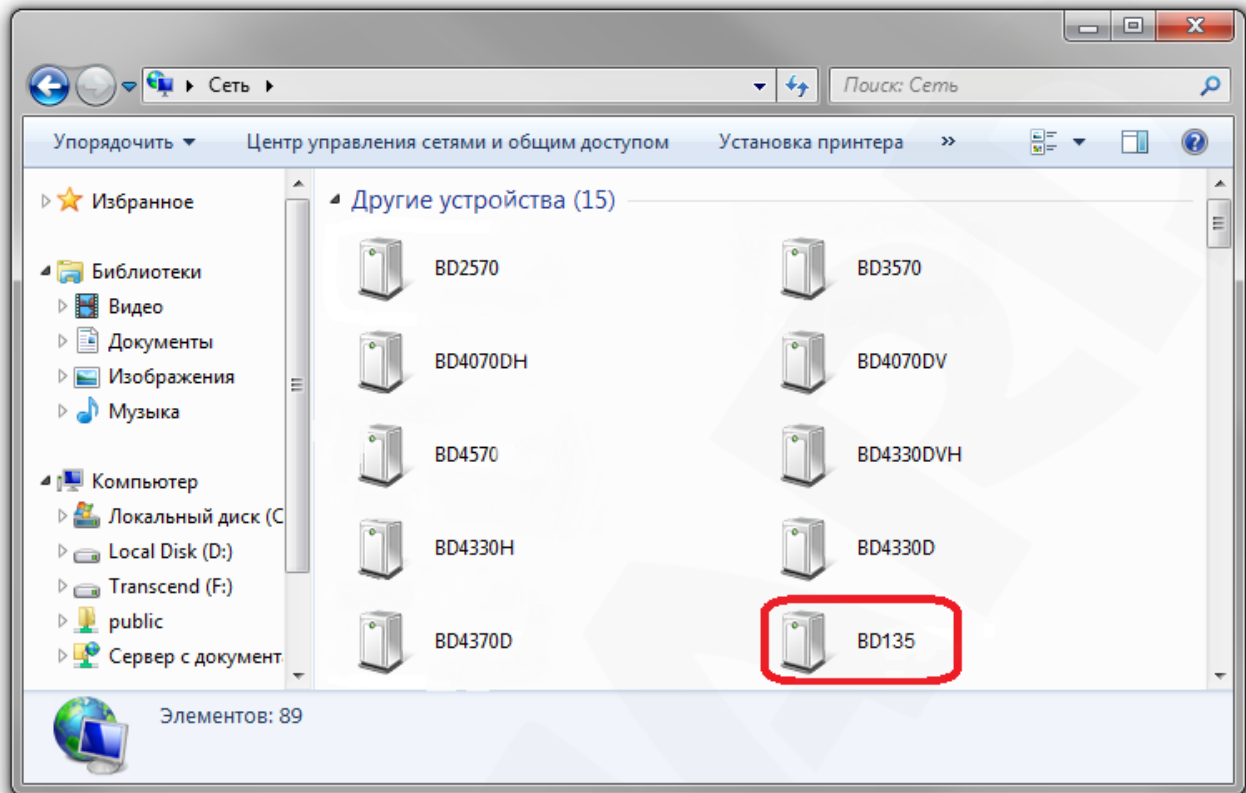 Сеть
Поиск: Сеть
Упорядочить Центр управления сетями и общим доступом Установка принтера »
Избранное
Библиотеки
Видео
Документы
Изображения
Музыка
Компьютер
Локальный диск (C
Local Disk (D:)
Transcend (F:)
public
Сервер с документ
Другие устройства (15)
BD2570 BD3570
BD4070DH BD4070DV
BD4570 BD4330DVH
BD4330H BD4330D
BD4370D BD135
Элементов: 89